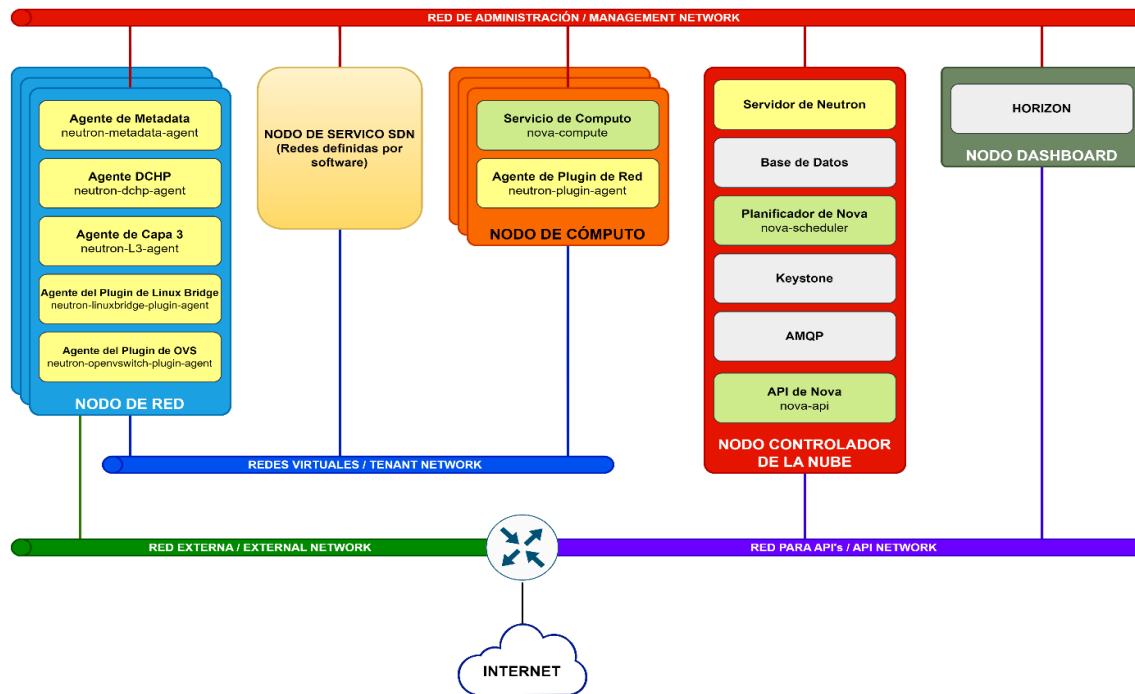 RED DE ADMINISTRACIÓN / MANAGEMENT NETWORK
Agente de Metadata
neutron-metadata-agent
Agente DCHP
neutron-dchp-agent
Agente de Capa 3
neutron-L3-agent
Agente del Plugin de Linux Bridge
neutron-linuxbridge-plugin-agent
Agente del Plugin de OVS
neutron-openvswitch-plugin-agent
NODO DE RED
NODO DE SERVICO SDN
(Redes definidas por
software)
Servicio de Computo
nova-compute
Agente de Plugin de Red
neutron-plugin-agent
NODO DE CÓMPUTO
Servidor de Neutron
Base de Datos
Planificador de Nova
nova-scheduler
Keystone
AMQP
API de Nova
nova-api
NODO CONTROLADOR
DE LA NUBE
HORIZON
NODO DASHBOARD
REDES VIRTUALES / TENANT NETWORK
RED EXTERNA / EXTERNAL NETWORK
RED PARA API's / API NETWORK
INTERNET